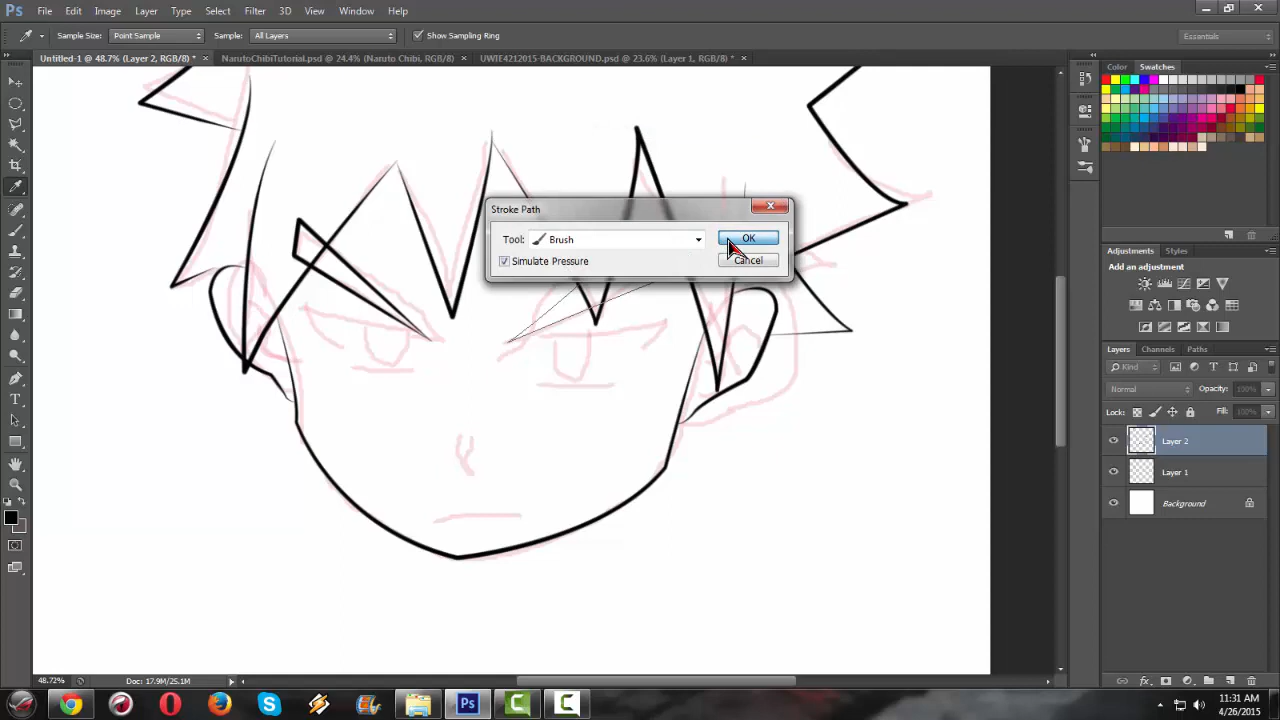 Ps File Edit Image Layer Type Select Filter 3D View Window Help
Sample Size: Point Sample Sample: All Layers Show Sampling Ring Essentials
Untitled-1 @ 48.7% (Layer 2, RGB/8) * × NarutoChibiTutorial.psd @ 24.4% (Naruto Chibi, RGB/8) × UWIE4212015-BACKGROUND.psd @ 23.6% (Layer 1, RGB/8) * ×
Color Swatches
Stroke Path
Tool: Brush OK
Simulate Pressure Cancel
Adjustments Styles
Add an adjustment
Layers Channels Paths
Kind
Normal Opacity: 100%
Lock: Fill: 100%
Layer 2
Layer 1
Background
48.72% Doc: 17.9M/25.1M
Ps
11:31 AM
4/26/2015